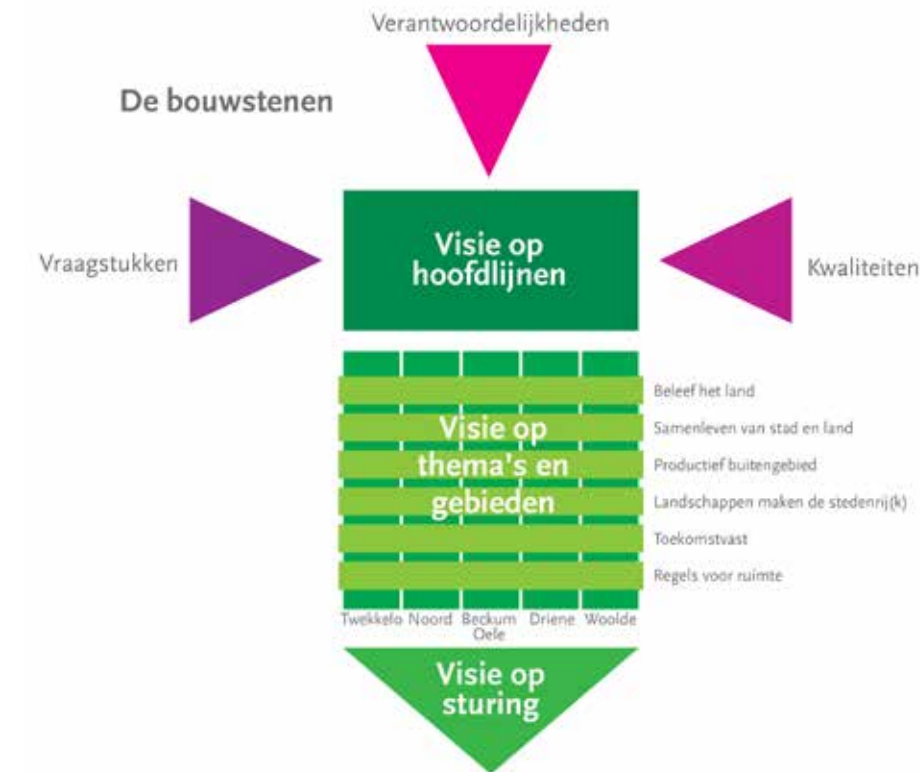 Verantwoordelijkheden
De bouwstenen
Vraagstukken
Visie op
hoofdlijnen
Kwaliteiten
Beleef het land
Samenleven van stad en land
Productief buitengebied
Landschappen maken de stedenrij(k)
Toekomstvast
Regels voor ruimte
Visie op
thema's en
gebieden
Twekkelo Noord Beckum Driene Woolde
Oele
Visie op
sturing